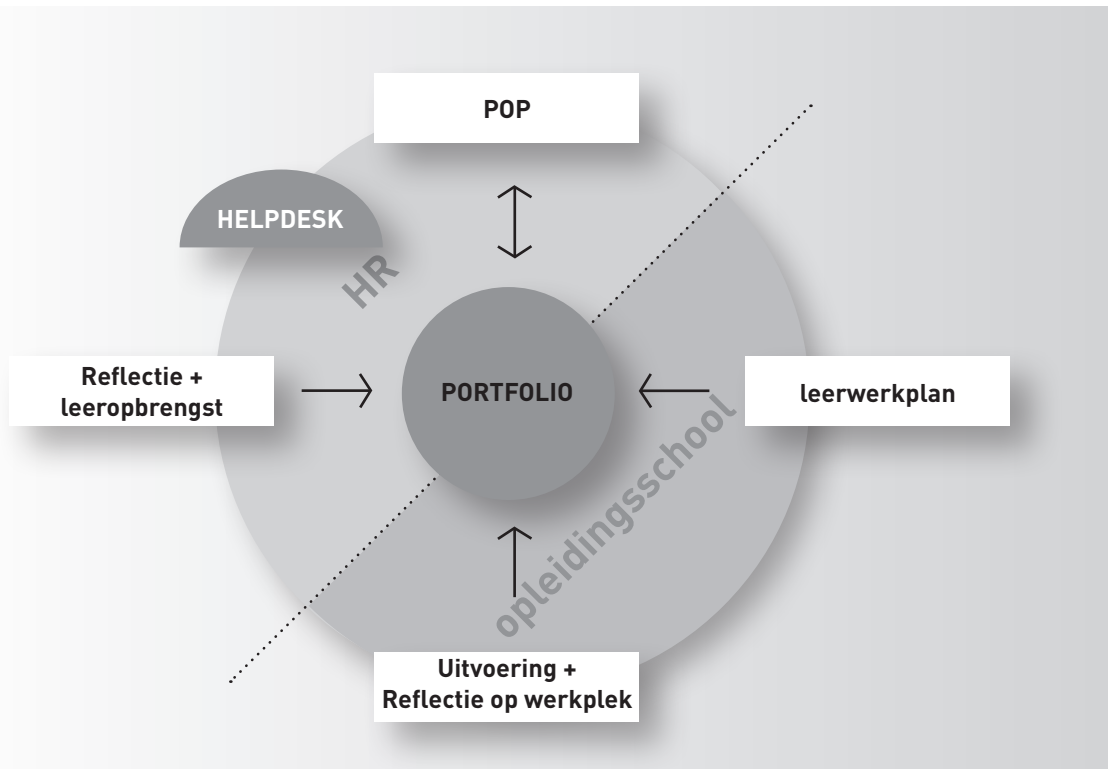 POP
HELPDESK
HR
Reflectie +
leeropbrengst
PORTFOLIO
leerwerkplan
opleidingsschool
Uitvoering +
Reflectie op werkplek